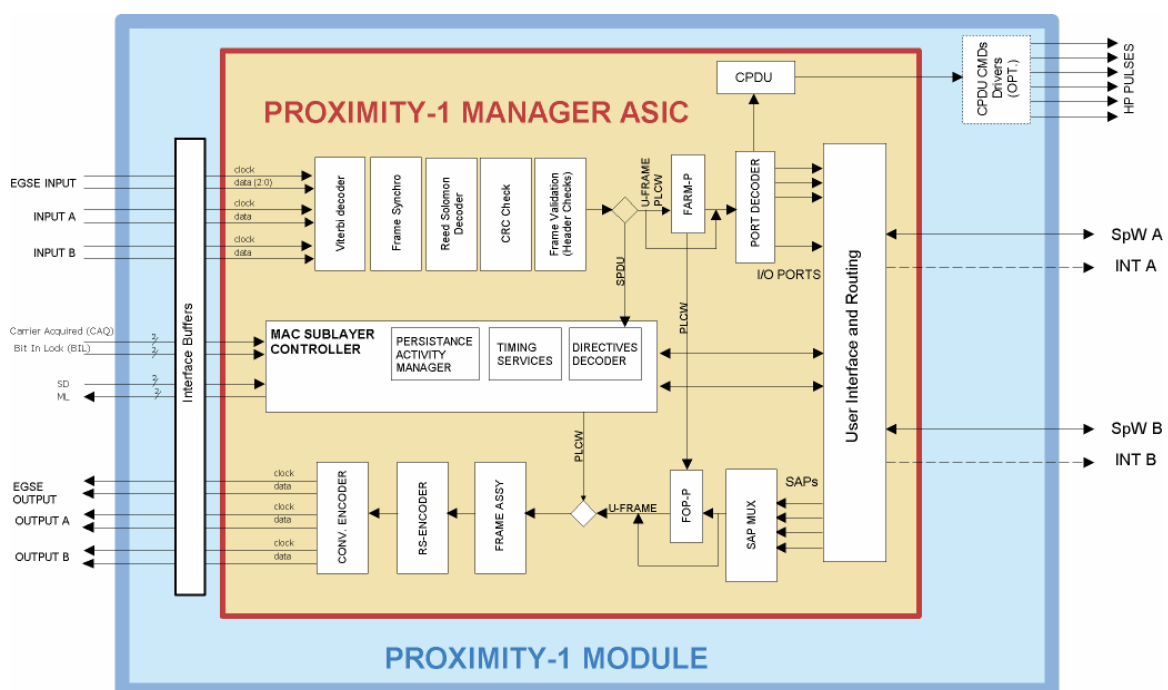 CPDU
CPDU CMDs
Drivers
(OPT.)
HP PULSES
PROXIMITY-1 MANAGER ASIC
EGSE INPUT
INPUT A
INPUT B
clock
data (2:0)
clock
data
clock
data
Viterbi decoder
Frame Synchro
Reed Solomon
Decoder
CRC Check
Frame Validation
(Header Checks)
U-FRAME
PLCW
FARM-P
PORT DECODER
I/O PORTS
SPDU
PLCW
SpW A
INT A
Carrier Acquired (CAQ)
Bit In Lock (BIL)
SD
ML
2
2
2
2
Interface Buffers
MAC SUBLAYER
CONTROLLER
PERSISTANCE
ACTIVITY
MANAGER
TIMING
SERVICES
DIRECTIVES
DECODER
User Interface and Routing
SpW B
INT B
PLCW
EGSE
OUTPUT
OUTPUT A
OUTPUT B
clock
data
clock
data
clock
data
CONV. ENCODER
RS-ENCODER
FRAME ASSY
U-FRAME
FOP-P
SAP MUX
SAPs
PROXIMITY-1 MODULE